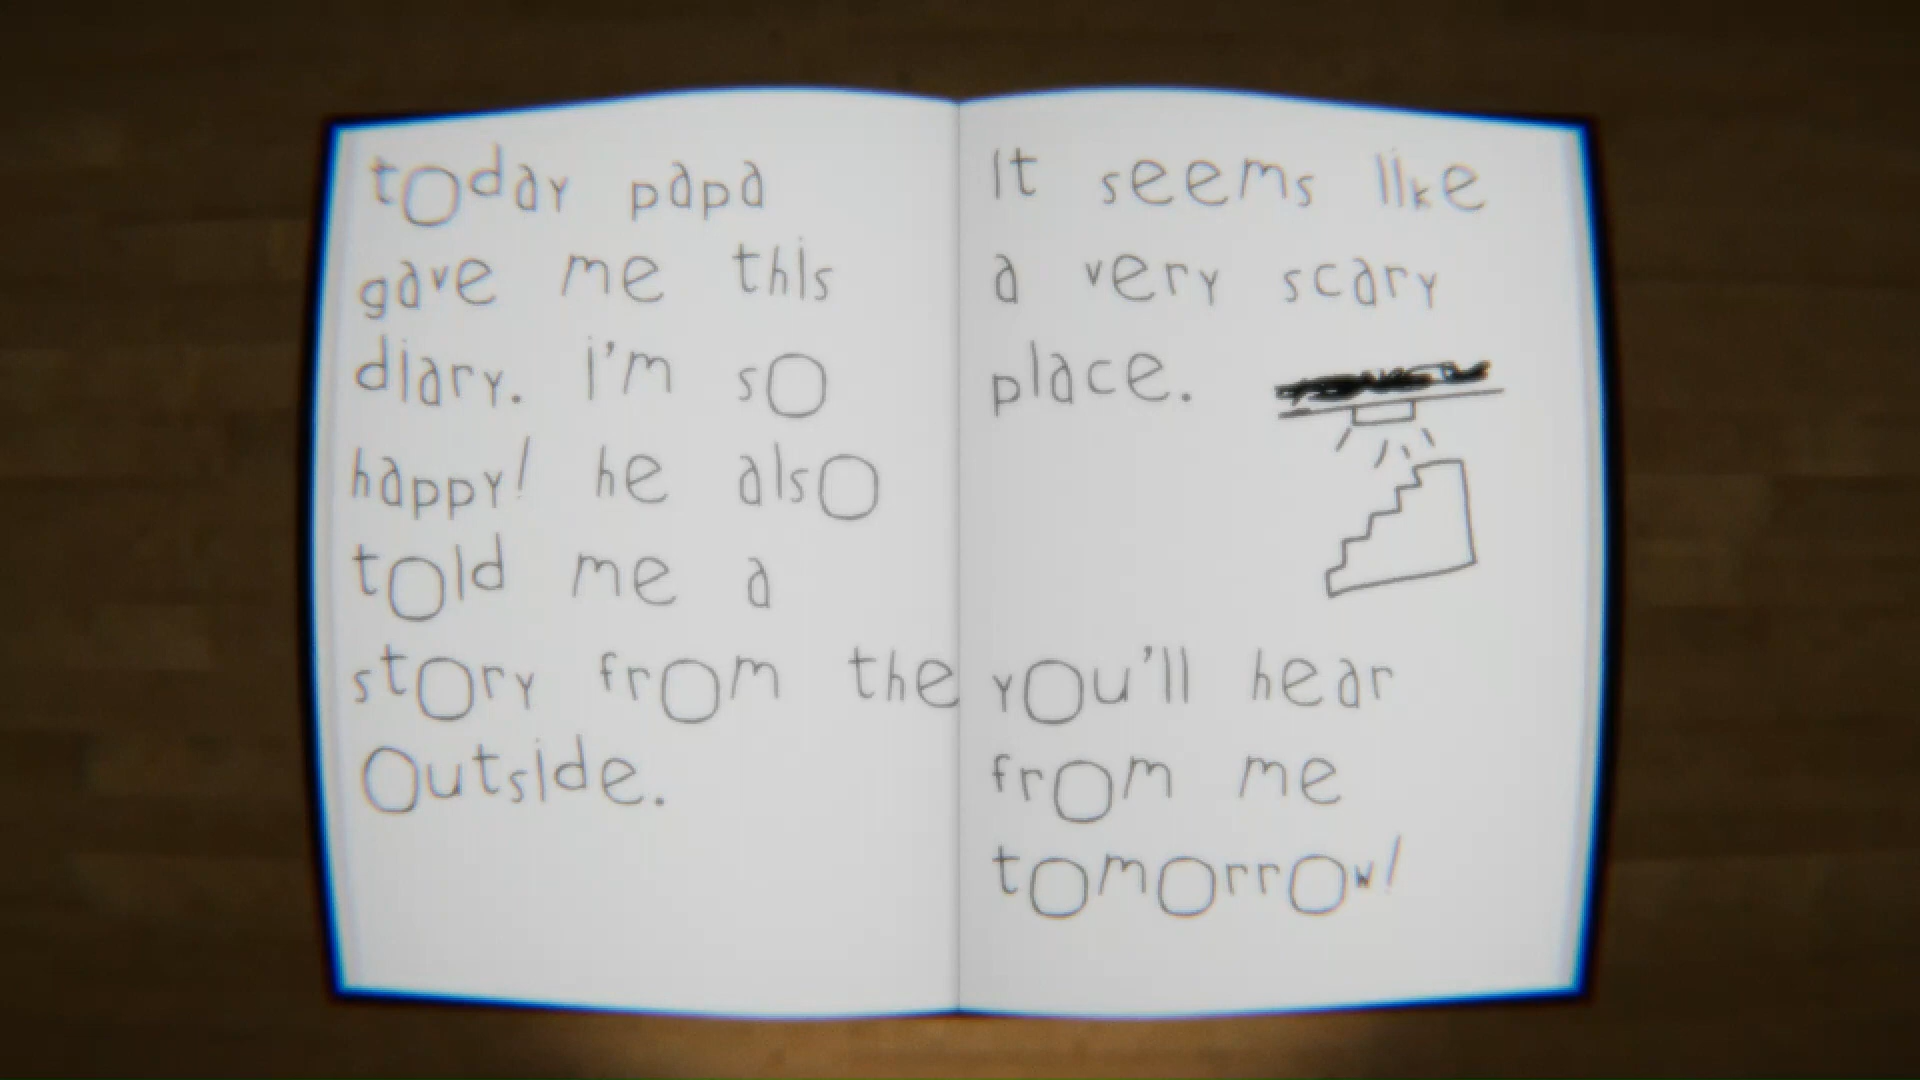 today papa
gave me this
diary. i'm so
happy! he also
told me a
story from the
outside.
It seems like
a very scary
place.
you'll hear
from me
tomorrow!